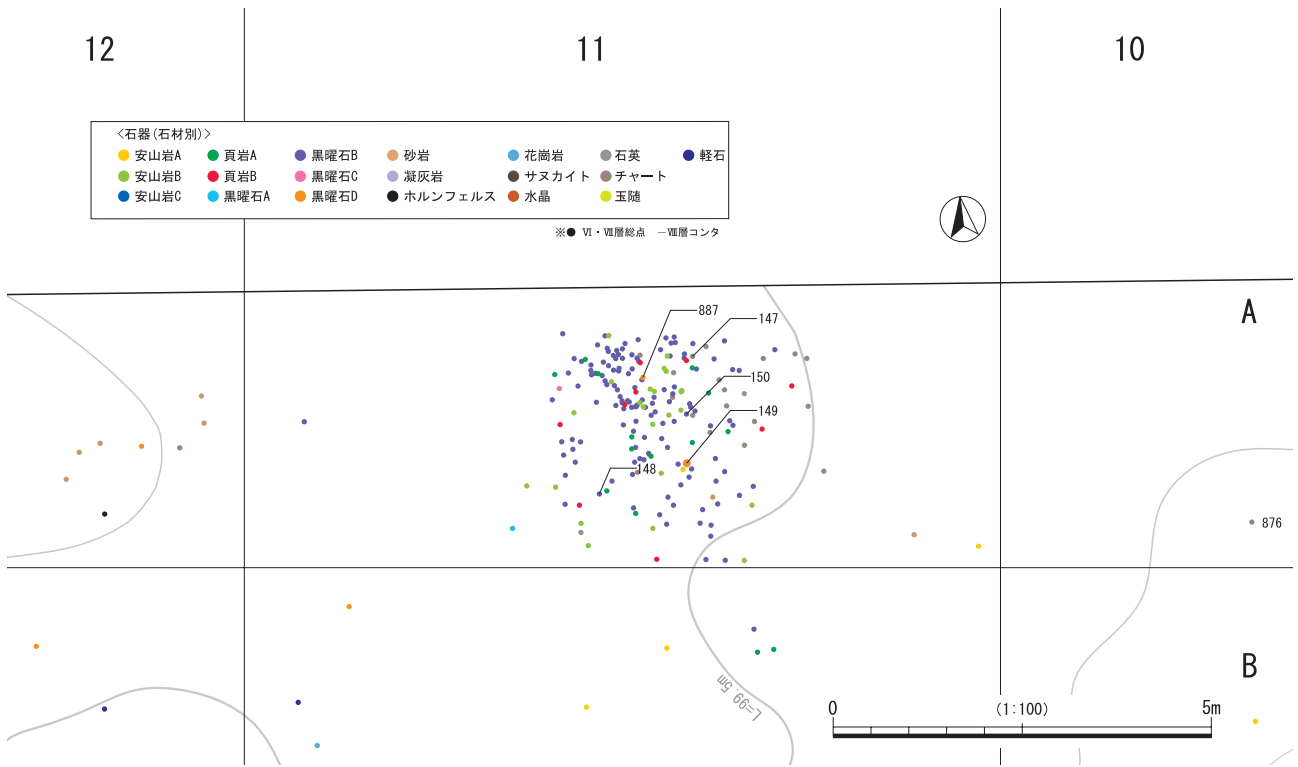 12 11 10
〈石器(石材別)〉
安山岩A 頁岩A 黒曜石B 砂岩 花崗岩 石英 軽石
安山岩B 頁岩B 黒曜石C 凝灰岩 サヌカイト チャート
安山岩C 黒曜石A 黒曜石D ホルンフェルス 水晶 玉随
※● Ⅵ・Ⅶ層総点 ―Ⅶ層コンタ
A
887
147
150
149
148
876
B
L=99.5m
0 (1:100) 5m